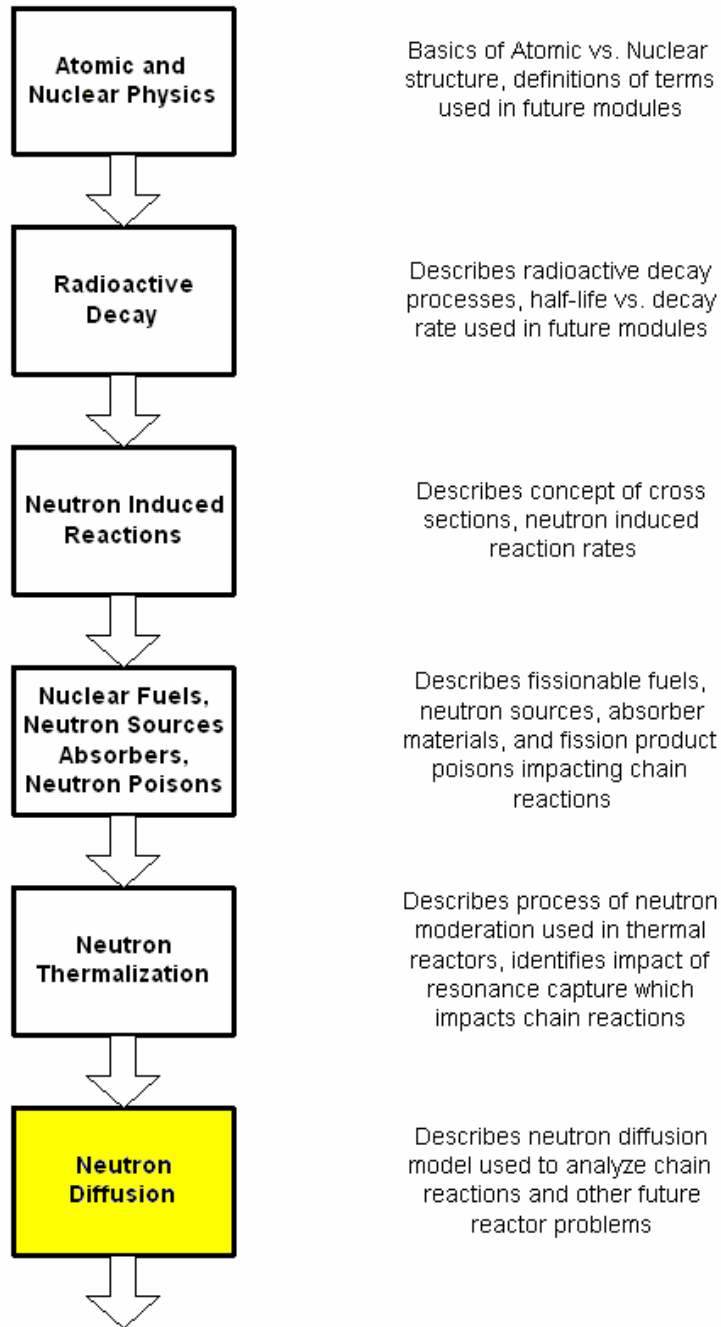 Atomic and
Nuclear Physics
Basics of Atomic vs. Nuclear
structure, definitions of terms
used in future modules
Radioactive
Decay
Describes radioactive decay
processes, half-life vs. decay
rate used in future modules
Neutron Induced
Reactions
Describes concept of cross
sections, neutron induced
reaction rates
Nuclear Fuels,
Neutron Sources
Absorbers,
Neutron Poisons
Describes fissionable fuels,
neutron sources, absorber
materials, and fission product
poisons impacting chain
reactions
Neutron
Thermalization
Describes process of neutron
moderation used in thermal
reactors, identifies impact of
resonance capture which
impacts chain reactions
Neutron
Diffusion
Describes neutron diffusion
model used to analyze chain
reactions and other future
reactor problems